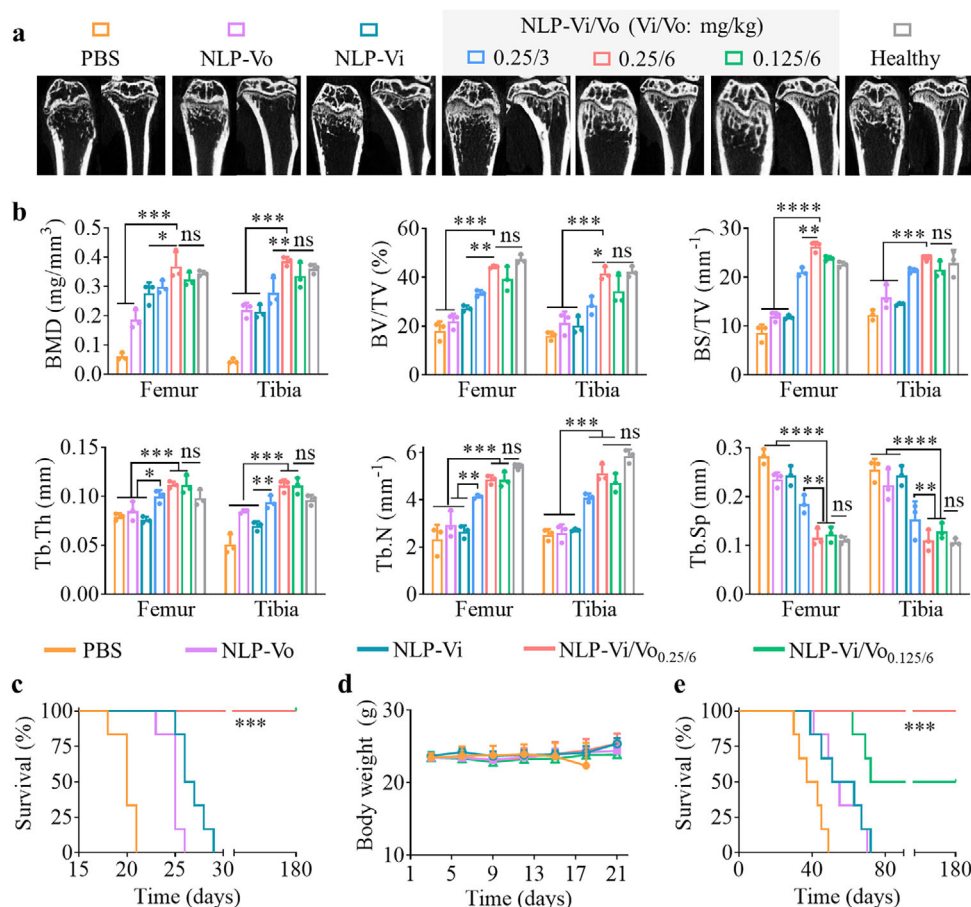 a
PBS
NLP-Vo
NLP-Vi
NLP-Vi/Vo (Vi/Vo: mg/kg)
0.25/3
0.25/6
0.125/6
Healthy
b
BMD (mg/mm³)
0.5
0.4
0.3
0.2
0.1
0.0
***
*
ns
***
**
ns
Femur
Tibia
BV/TV (%)
60
40
20
0
***
**
ns
***
*
ns
Femur
Tibia
BS/TV (mm⁻¹)
30
20
10
0
****
**
***
ns
Femur
Tibia
Tb.Th (mm)
0.15
0.10
0.05
0.00
***
*
ns
***
**
ns
Femur
Tibia
Tb.N (mm⁻¹)
6
4
2
0
***
**
ns
***
ns
Femur
Tibia
Tb.Sp (mm)
0.3
0.2
0.1
0.0
****
**
ns
****
**
ns
Femur
Tibia
PBS
NLP-Vo
NLP-Vi
NLP-Vi/Vo0.25/6
NLP-Vi/Vo0.125/6
c
Survival (%)
100
75
50
25
0
***
15
20
25
30
180
Time (days)
d
Body weight (g)
30
20
10
1
5
9
13
17
21
Time (days)
e
Survival (%)
100
75
50
25
0
***
0
40
80
180
Time (days)